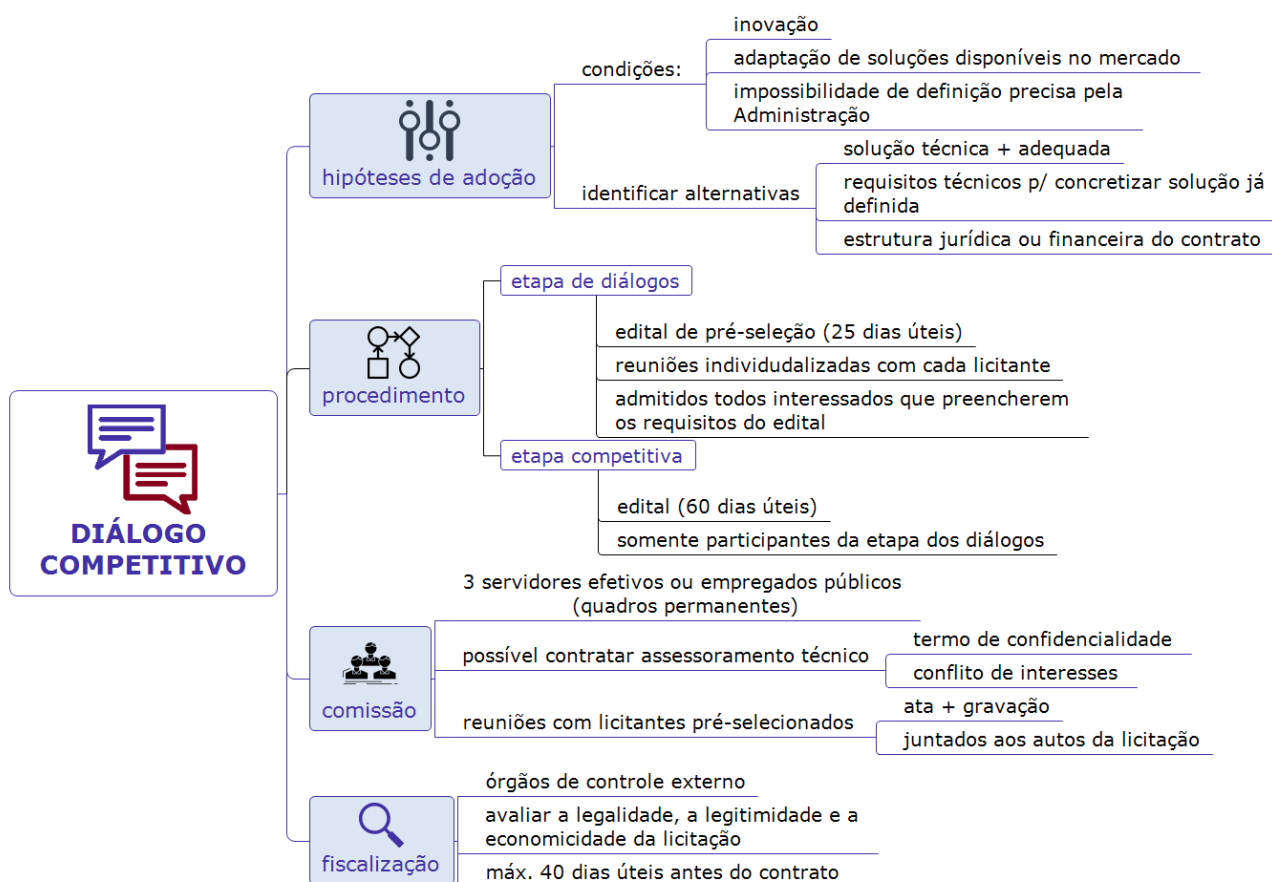 DIÁLOGO
COMPETITIVO
hipóteses de adoção
condições:
inovação
adaptação de soluções disponíveis no mercado
impossibilidade de definição precisa pela
Administração
identificar alternativas
solução técnica + adequada
requisitos técnicos p/ concretizar solução já
definida
estrutura jurídica ou financeira do contrato
procedimento
etapa de diálogos
edital de pré-seleção (25 dias úteis)
reuniões individudalizadas com cada licitante
admitidos todos interessados que preencherem
os requisitos do edital
etapa competitiva
edital (60 dias úteis)
somente participantes da etapa dos diálogos
comissão
3 servidores efetivos ou empregados públicos
(quadros permanentes)
possível contratar assessoramento técnico
termo de confidencialidade
conflito de interesses
reuniões com licitantes pré-selecionados
ata + gravação
juntados aos autos da licitação
fiscalização
órgãos de controle externo
avaliar a legalidade, a legitimidade e a
economicidade da licitação
máx. 40 dias úteis antes do contrato